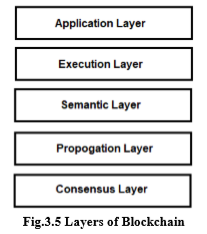 Application Layer
Execution Layer
Semantic Layer
Propogation Layer
Consensus Layer
Fig.3.5 Layers of Blockchain